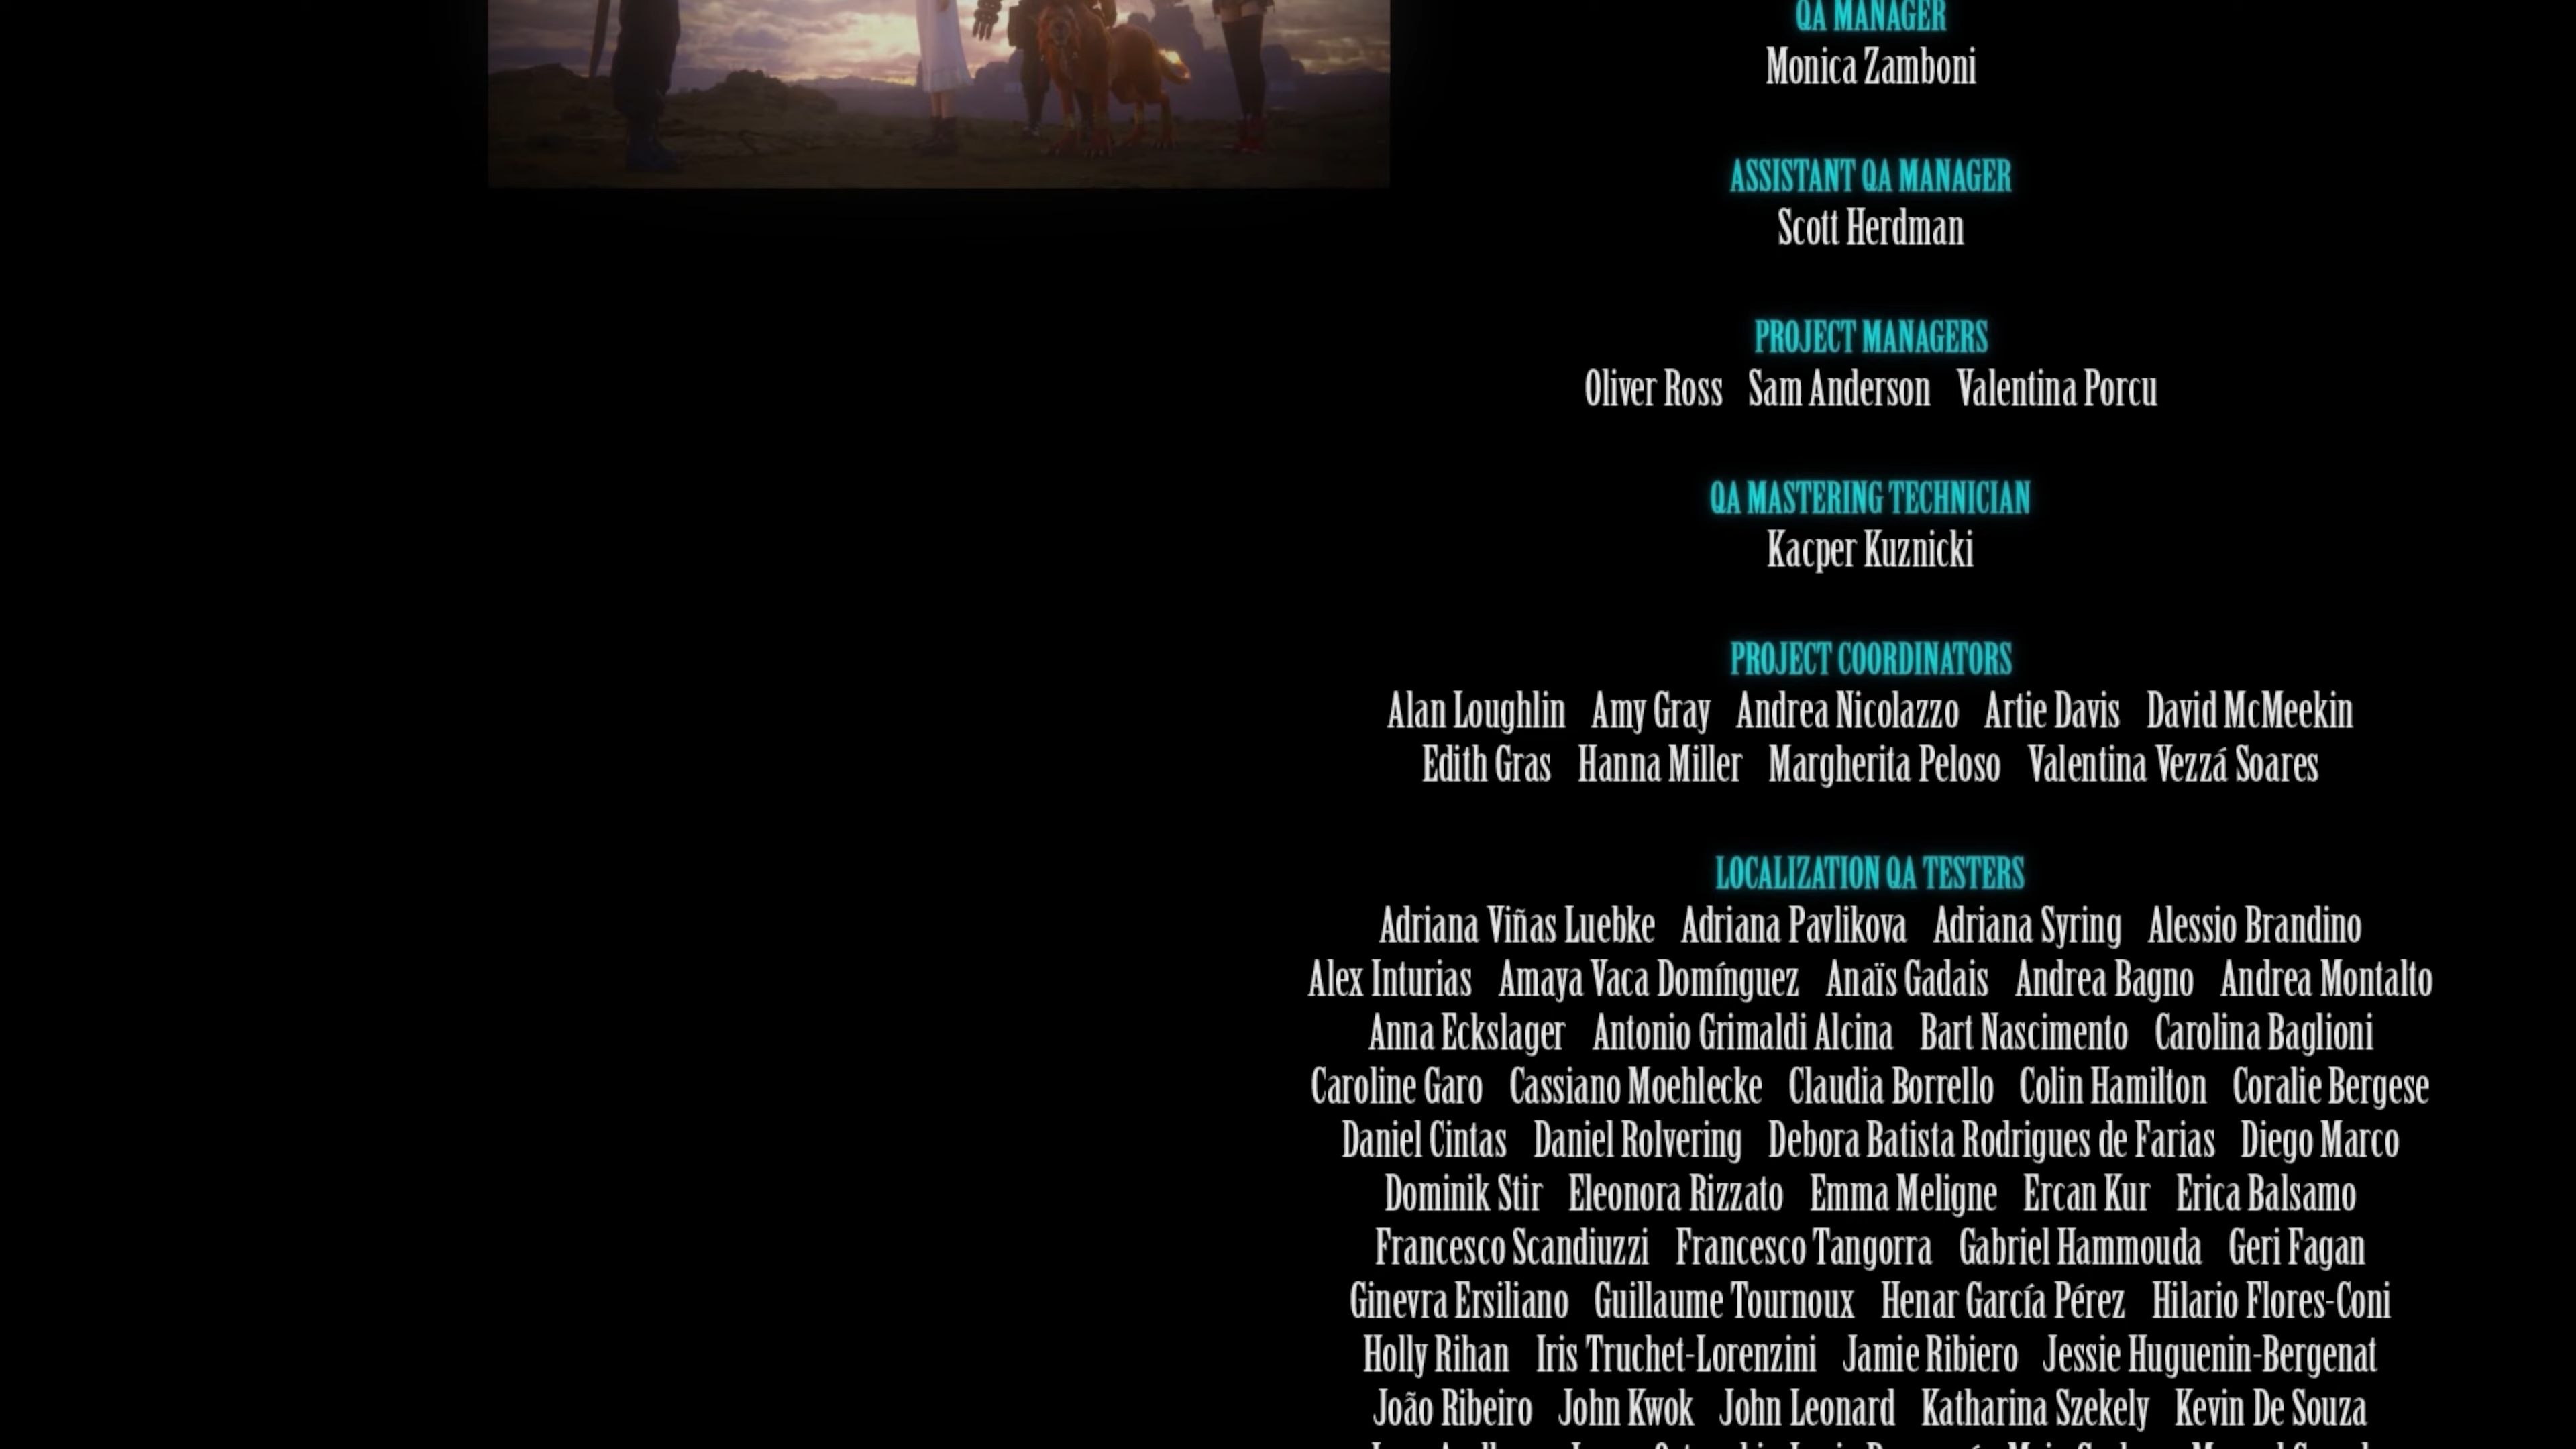 QA MANAGER
Monica Zamboni
ASSISTANT QA MANAGER
Scott Herdman
PROJECT MANAGERS
Oliver Ross Sam Anderson Valentina Porcu
QA MASTERING TECHNICIAN
Kacper Kuznicki
PROJECT COORDINATORS
Alan Loughlin Amy Gray Andrea Nicolazzo Artie Davis David McMeekin
Edith Gras Hanna Miller Margherita Peloso Valentina Vezzá Soares
LOCALIZATION QA TESTERS
Adriana Viñas Luebke Adriana Pavlikova Adriana Syring Alessio Brandino
Alex Inturias Amaya Vaca Domínguez Anaïs Gadais Andrea Bagno Andrea Montalto
Anna Eckslager Antonio Grimaldi Alcina Bart Nascimento Carolina Baglioni
Caroline Garo Cassiano Moehlecke Claudia Borrello Colin Hamilton Coralie Bergese
Daniel Cintas Daniel Rolvering Debora Batista Rodrigues de Farias Diego Marco
Dominik Stir Eleonora Rizzato Emma Meligne Ercan Kur Erica Balsamo
Francesco Scandiuzzi Francesco Tangorra Gabriel Hammouda Geri Fagan
Ginevra Ersiliano Guillaume Tournoux Henar García Pérez Hilario Flores-Coni
Holly Rihan Iris Truchet-Lorenzini Jamie Ribiero Jessie Huguenin-Bergenat
João Ribeiro John Kwok John Leonard Katharina Szekely Kevin De Souza